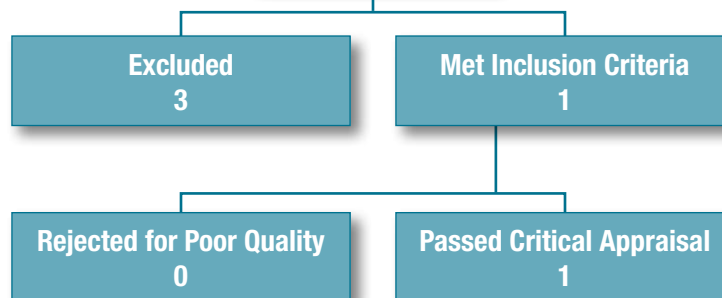 Excluded
3
Met Inclusion Criteria
1
Rejected for Poor Quality
0
Passed Critical Appraisal
1